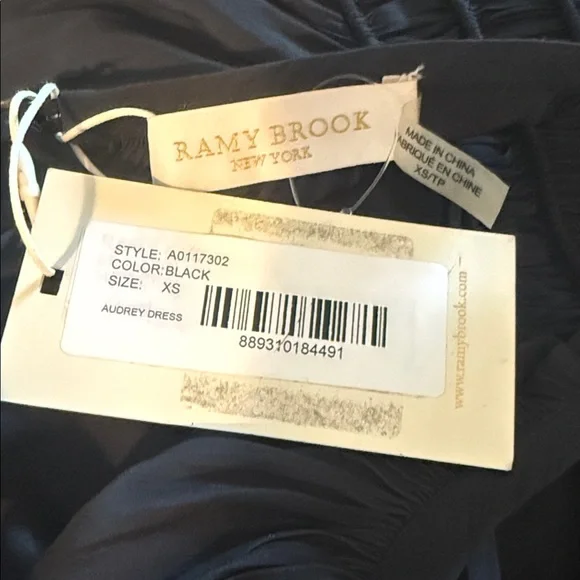 RAMY BROOK
NEW YORK
MADE IN CHINA
FABRIQUÉ EN CHINE
XS/TP
STYLE: A0117302
COLOR:BLACK
SIZE: XS
AUDREY DRESS
889310184491
www.ramybrook.com